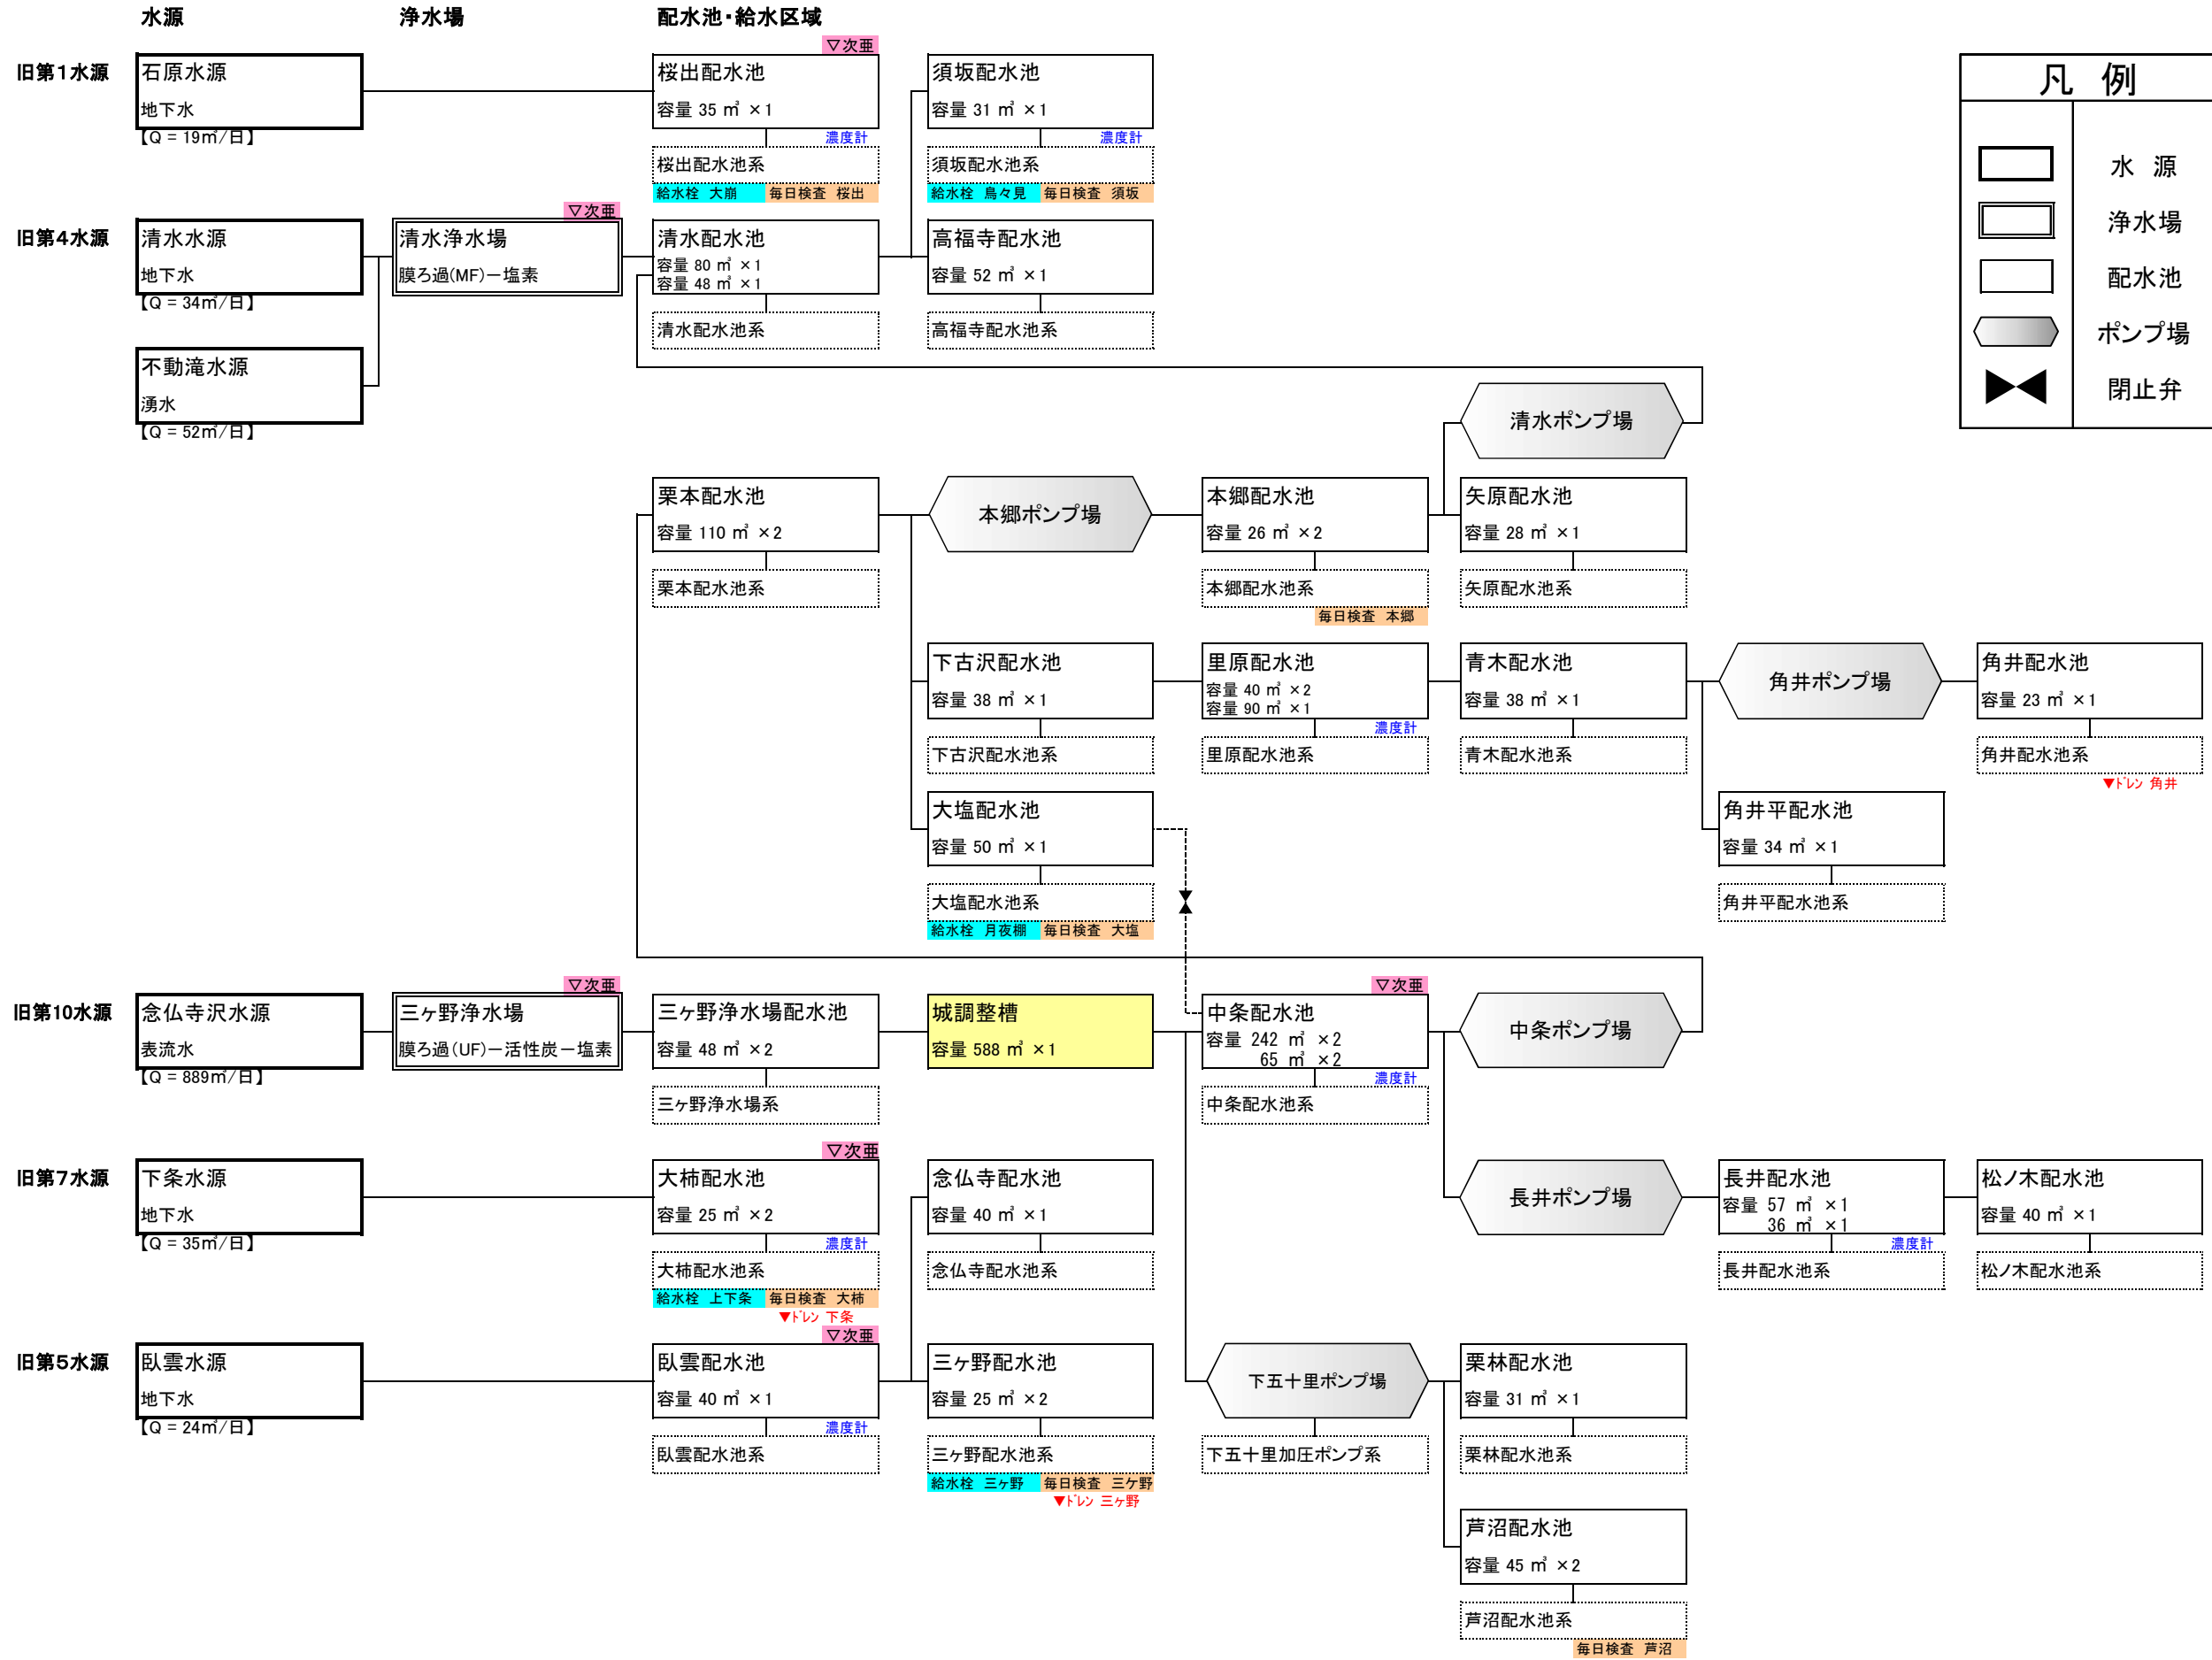 水源
浄水場
配水池・給水区域
旧第1水源
石原水源
地下水
【Q = 19㎥/日】
▽次亜
桜出配水池
容量 35 ㎥ ×1
濃度計
桜出配水池系
給水栓 大崩
毎日検査 桜出
須坂配水池
容量 31 ㎥ ×1
濃度計
須坂配水池系
給水栓 鳥々見
毎日検査 須坂
凡 例
水 源
浄水場
配水池
ポンプ場
閉止弁
旧第4水源
清水水源
地下水
【Q = 34㎥/日】
▽次亜
清水浄水場
膜ろ過(MF)－塩素
清水配水池
容量 80 ㎥ ×1
容量 48 ㎥ ×1
清水配水池系
高福寺配水池
容量 52 ㎥ ×1
高福寺配水池系
不動滝水源
湧水
【Q = 52㎥/日】
清水ポンプ場
栗本配水池
容量 110 ㎥ ×2
栗本配水池系
本郷ポンプ場
本郷配水池
容量 26 ㎥ ×2
本郷配水池系
毎日検査 本郷
矢原配水池
容量 28 ㎥ ×1
矢原配水池系
下古沢配水池
容量 38 ㎥ ×1
下古沢配水池系
里原配水池
容量 40 ㎥ ×2
容量 90 ㎥ ×1
濃度計
里原配水池系
青木配水池
容量 38 ㎥ ×1
青木配水池系
角井ポンプ場
角井配水池
容量 23 ㎥ ×1
角井配水池系
▼ﾄﾞﾚﾝ 角井
大塩配水池
容量 50 ㎥ ×1
大塩配水池系
給水栓 月夜棚
毎日検査 大塩
角井平配水池
容量 34 ㎥ ×1
角井平配水池系
旧第10水源
念仏寺沢水源
表流水
【Q = 889㎥/日】
▽次亜
三ヶ野浄水場
膜ろ過(UF)－活性炭－塩素
三ヶ野浄水場配水池
容量 48 ㎥ ×2
三ヶ野浄水場系
城調整槽
容量 588 ㎥ ×1
▽次亜
中条配水池
容量 242 ㎥ ×2
65 ㎥ ×2
濃度計
中条配水池系
中条ポンプ場
旧第7水源
下条水源
地下水
【Q = 35㎥/日】
▽次亜
大柿配水池
容量 25 ㎥ ×2
濃度計
大柿配水池系
給水栓 上下条
毎日検査 大柿
▼ﾄﾞﾚﾝ 下条
念仏寺配水池
容量 40 ㎥ ×1
念仏寺配水池系
長井ポンプ場
長井配水池
容量 57 ㎥ ×1
36 ㎥ ×1
濃度計
長井配水池系
松ノ木配水池
容量 40 ㎥ ×1
松ノ木配水池系
旧第5水源
臥雲水源
地下水
【Q = 24㎥/日】
▽次亜
臥雲配水池
容量 40 ㎥ ×1
濃度計
臥雲配水池系
三ヶ野配水池
容量 25 ㎥ ×2
三ヶ野配水池系
給水栓 三ヶ野
毎日検査 三ケ野
▼ﾄﾞﾚﾝ 三ヶ野
下五十里ポンプ場
下五十里加圧ポンプ系
栗林配水池
容量 31 ㎥ ×1
栗林配水池系
芦沼配水池
容量 45 ㎥ ×2
芦沼配水池系
毎日検査 芦沼